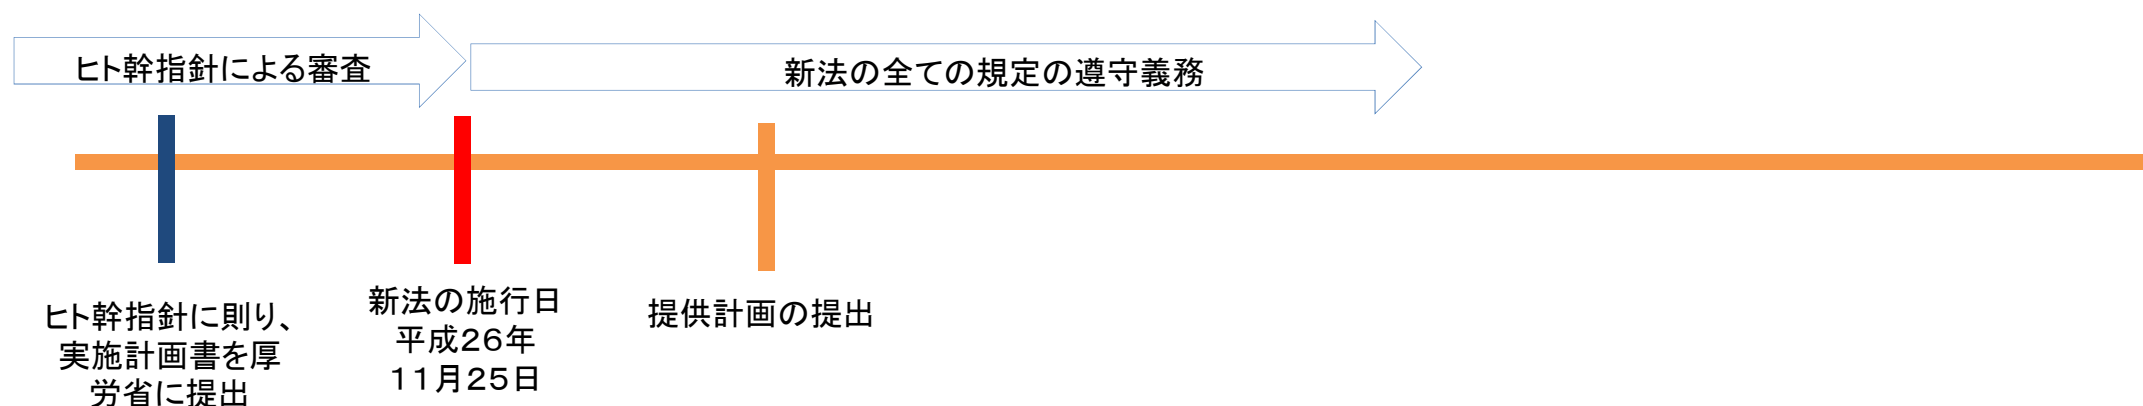 ヒト幹指針による審査
新法の全ての規定の遵守義務
ヒト幹指針に則り、
実施計画書を厚
労省に提出
新法の施行日
平成26年
11月25日
提供計画の提出